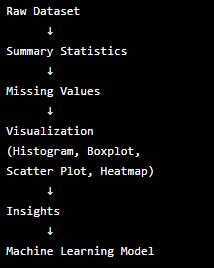 Raw Dataset
↓
Summary Statistics
↓
Missing Values
↓
Visualization
(Histogram, Boxplot,
Scatter Plot, Heatmap)
↓
Insights
↓
Machine Learning Model